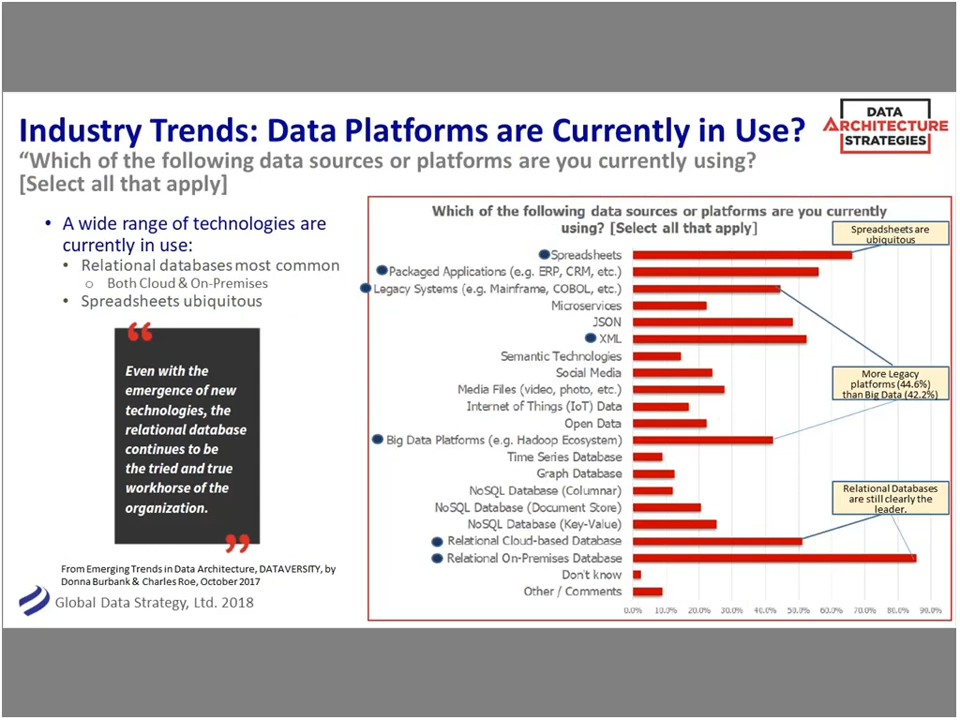 Industry Trends: Data Platforms are Currently in Use?
DATA
ARCHITECTURE
STRATEGIES
“Which of the following data sources or platforms are you currently using?
[Select all that apply]
• A wide range of technologies are
currently in use:
• Relational databases most common
o Both Cloud & On-Premises
• Spreadsheets ubiquitous
“
Even with the
emergence of new
technologies, the
relational database
continues to be
the tried and true
workhorse of the
organization.
”
From Emerging Trends in Data Architecture, DATAVERSITY, by
Donna Burbank & Charles Roe, October 2017
Global Data Strategy, Ltd. 2018
Which of the following data sources or platforms are you currently
using? [Select all that apply]
Spreadsheets are
ubiquitous
Spreadsheets
Packaged Applications (e.g. ERP, CRM, etc.)
Legacy Systems (e.g. Mainframe, COBOL, etc.)
Microservices
JSON
XML
Semantic Technologies
Social Media
Media Files (video, photo, etc.)
Internet of Things (IoT) Data
Open Data
Big Data Platforms (e.g. Hadoop Ecosystem)
Time Series Database
Graph Database
NoSQL Database (Columnar)
NoSQL Database (Document Store)
NoSQL Database (Key-Value)
Relational Cloud-based Database
Relational On-Premises Database
Don't know
Other / Comments
More Legacy
platforms (44.6%)
than Big Data (42.2%)
Relational Databases
are still clearly the
leader.
0.0% 10.0% 20.0% 30.0% 40.0% 50.0% 60.0% 70.0% 80.0% 90.0%